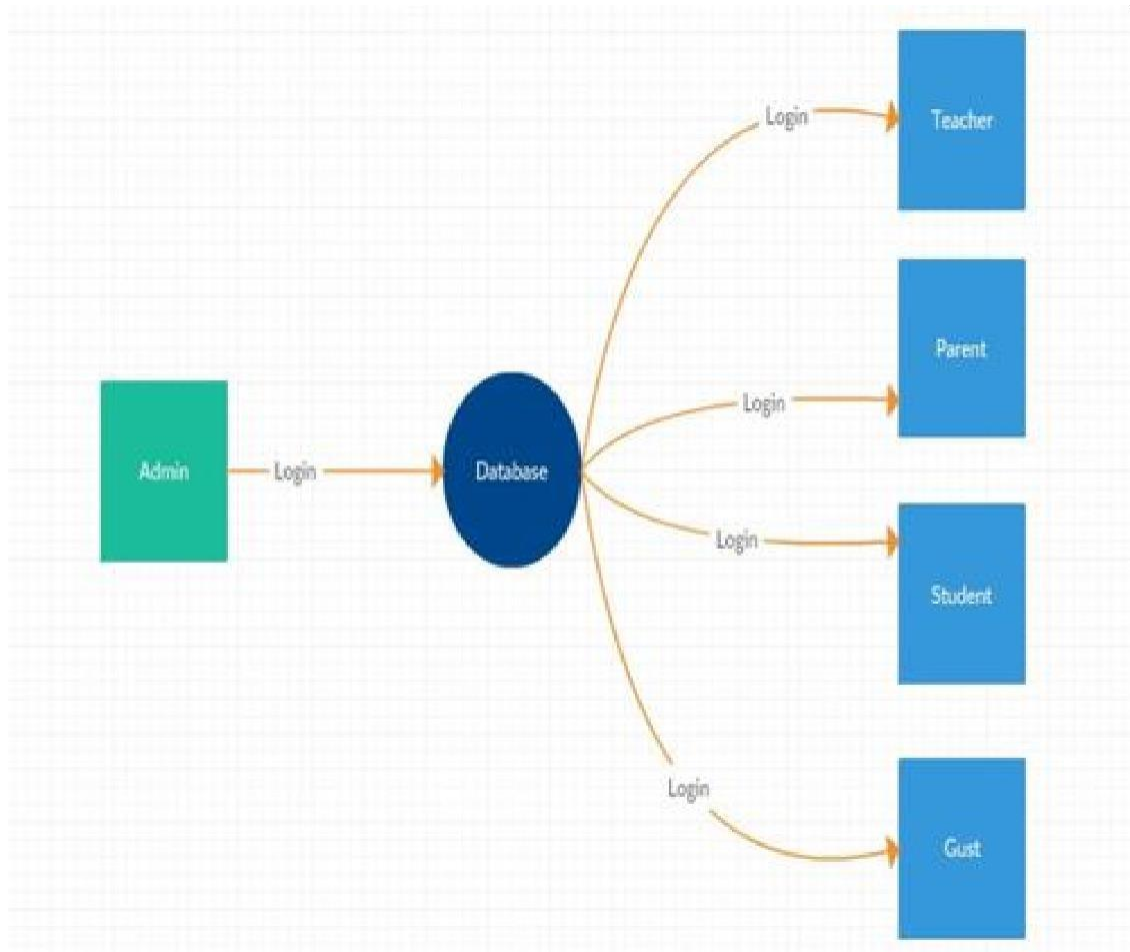 Login
Teacher
Parent
Login
Admin
Login
Database
Login
Student
Login
Gust